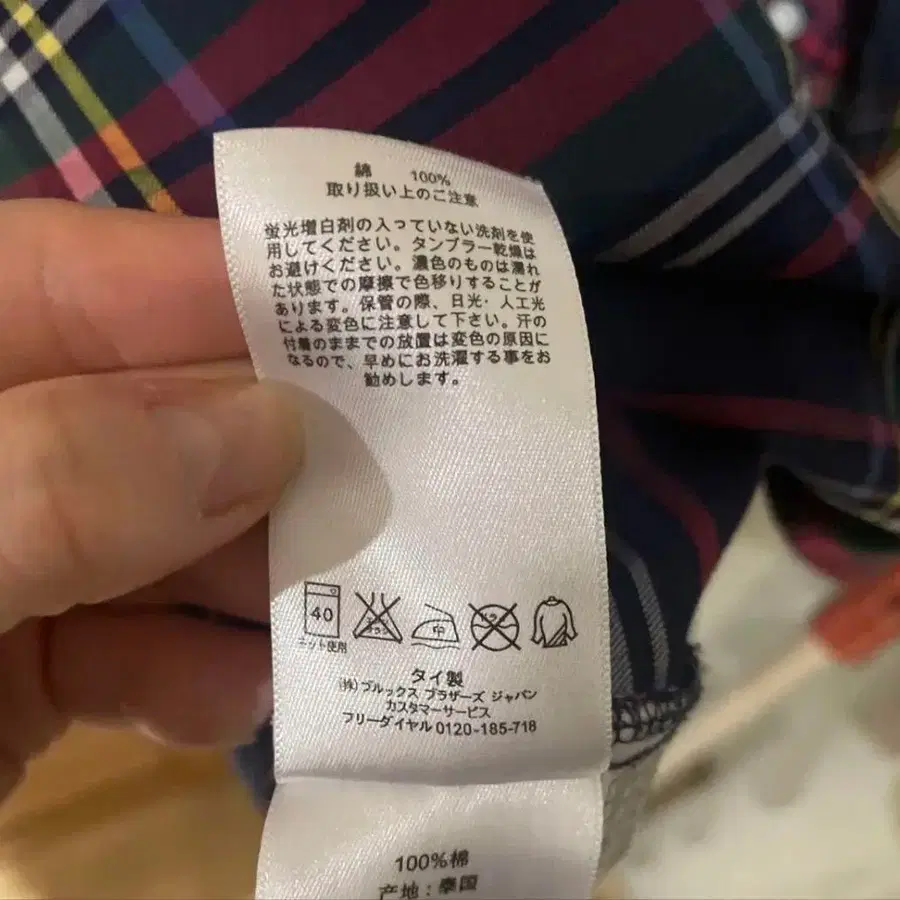 綿 100%
取り扱い上のご注意
蛍光増白剤の入っていない洗剤を使
用してください。タンブラー乾燥は
お避けください。濃色のものは濡れ
た状態での摩擦で色移りすることが
あります。保管の際、日光・人工光
による変色に注意して下さい。汗の
付着のままでの放置は変色の原因に
なるので、早めにお洗濯する事をお
勧めします。
40 中
ネット使用
タイ製
(株)ブルックス ブラザーズ ジャパン
カスタマーサービス
フリーダイヤル0120-185-718
100%棉
产地：泰国